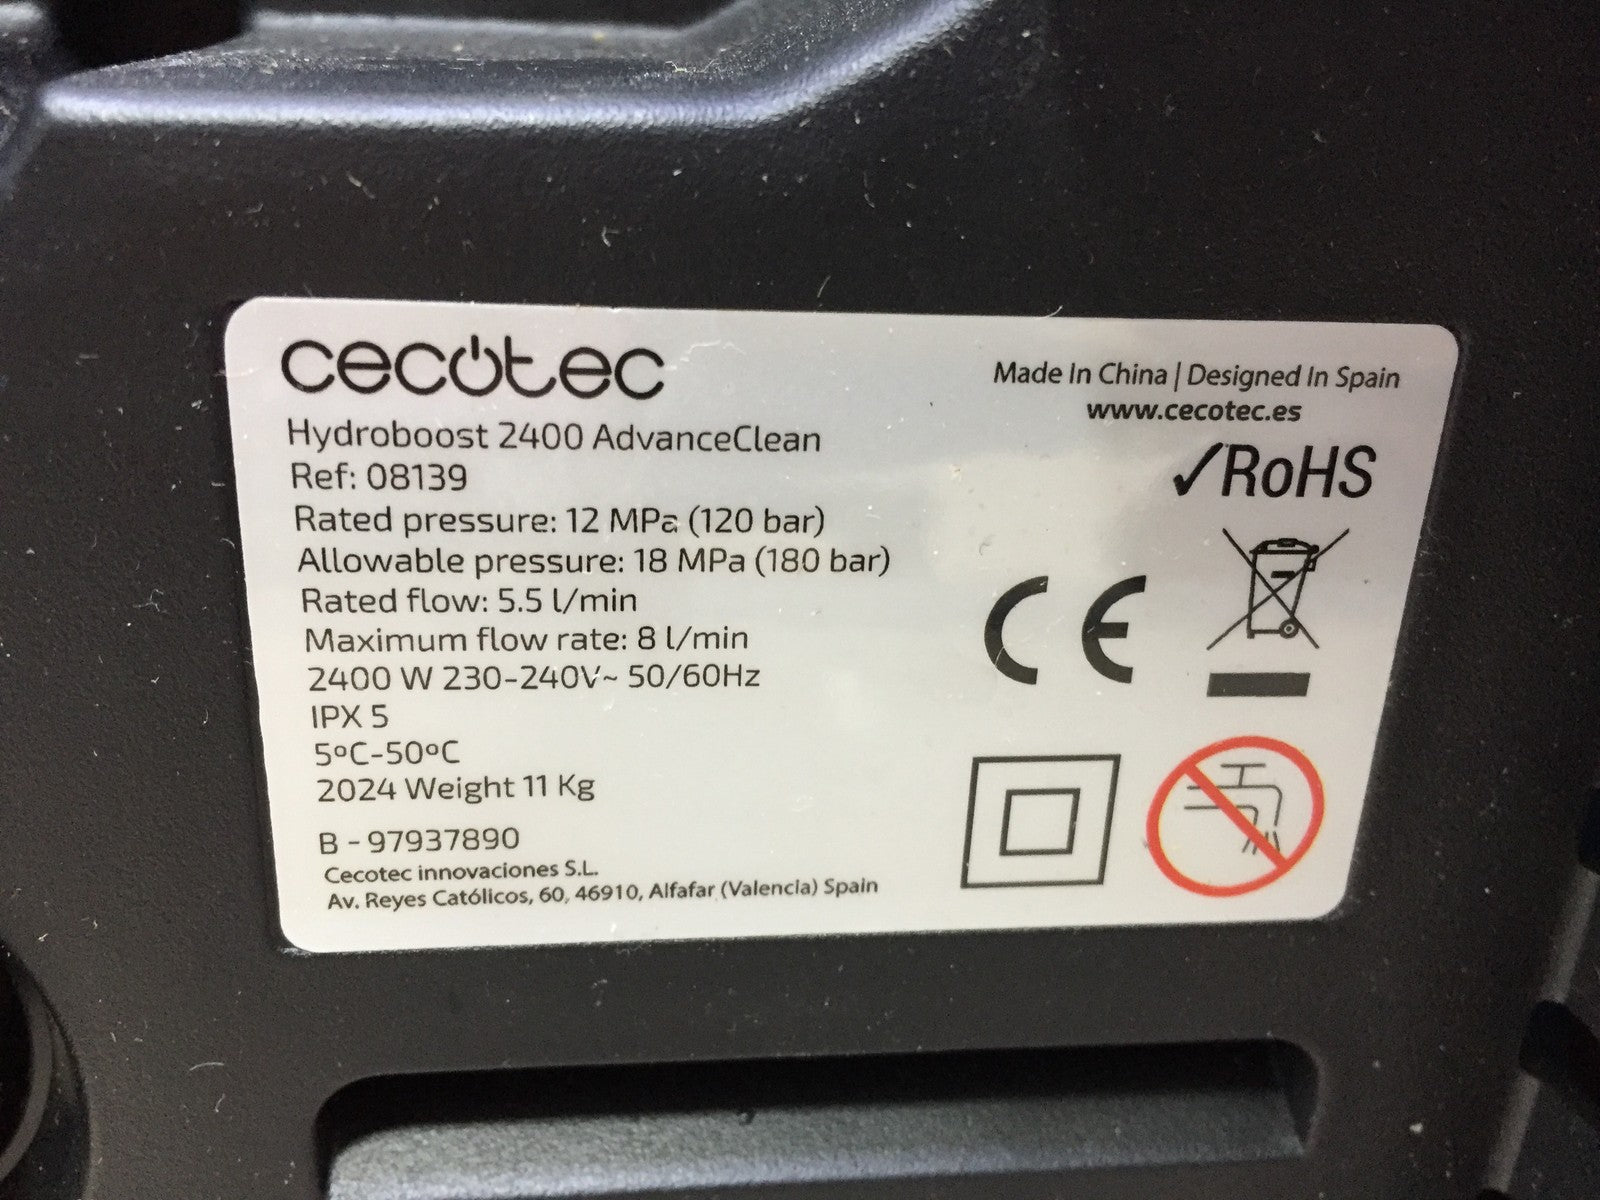 cecotec
Hydroboost 2400 AdvanceClean
Ref: 08139
Rated pressure: 12 MPa (120 bar)
Allowable pressure: 18 MPa (180 bar)
Rated flow: 5.5 l/min
Maximum flow rate: 8 l/min
2400 W 230-240V~ 50/60Hz
IPX 5
5ºC-50ºC
2024 Weight 11 Kg
B - 97937890
Cecotec innovaciones S.L.
Av. Reyes Católicos, 60, 46910, Alfafar (Valencia) Spain
Made In China | Designed In Spain
www.cecotec.es
✓RoHS
CE